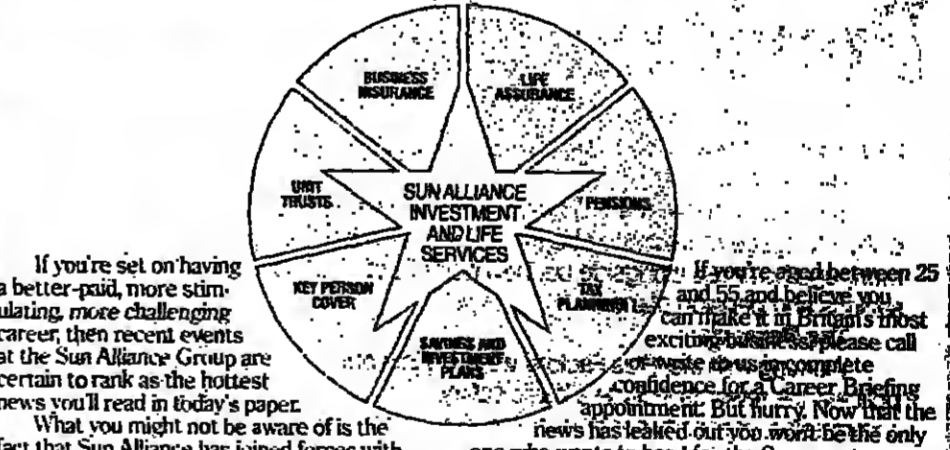 BUSINESS
INSURANCE
LIFE
ASSURANCE
UNIT
TRUSTS
PENSIONS
SUN ALLIANCE
INVESTMENT
AND LIFE
SERVICES
KEY PERSON
COVER
TAX
PLANNING
SAVINGS AND
INVESTMENT
PLANS
If you're set on having
a better-paid, more stim-
ulating, more challenging
career, then recent events
at the Sun Alliance Group are
certain to rank as the hottest
news you'll read in today's paper.
What you might not be aware of is the
fact that Sun Alliance has joined forces with
If you're aged between 25
and 55 and believe you
can make it in Britain's most
exciting business, please call
or write to us in complete
confidence for a Career Briefing
appointment. But hurry. Now that the
news has leaked out you won't be the only
one who wants to